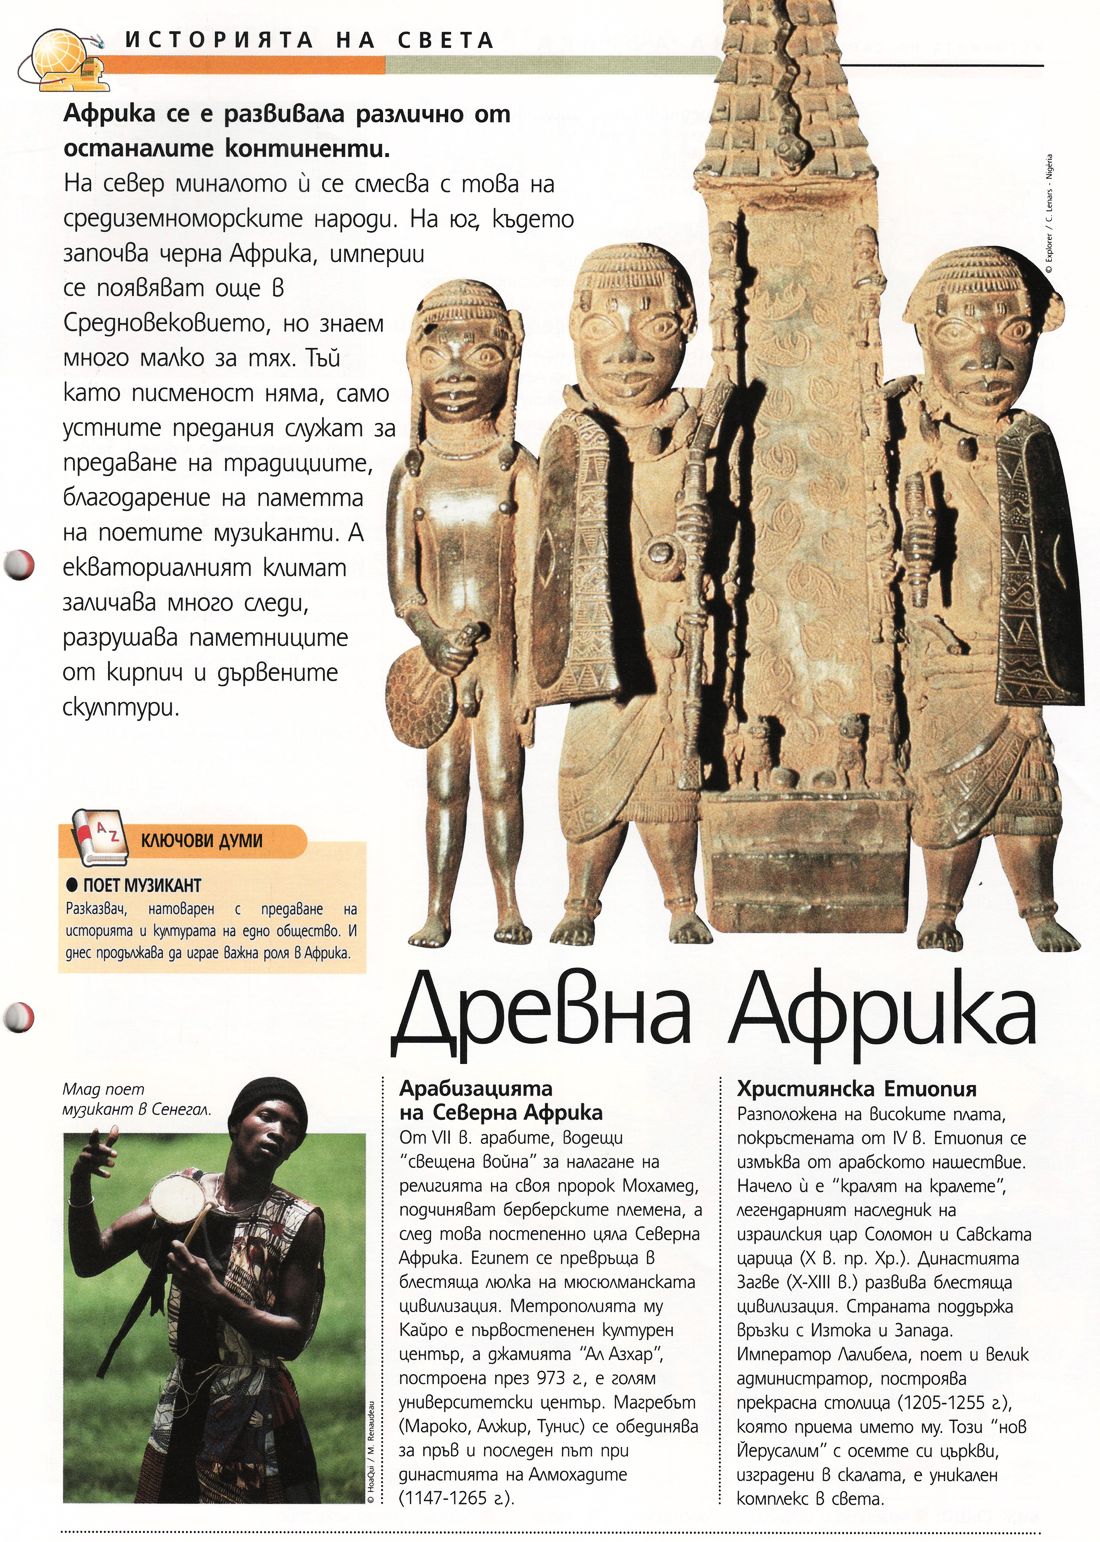 ИСТОРИЯТА НА СВЕТА
Африка се е развивала различно от
останалите континенти.
На север миналото ѝ се смесва с това на
средиземноморските народи. На юг, където
започва черна Африка, империи
се появяват още в
Средновековието, но знаем
много малко за тях. Тъй
като писменост няма, само
устните предания служат за
предаване на традициите,
благодарение на паметта
на поетите музиканти. А
екваториалният климат
заличава много следи,
разрушава паметниците
от кирпич и дървените
скулптури.
© Explorer / C. Lenars - Nigéria
A Z
КЛЮЧОВИ ДУМИ
● ПОЕТ МУЗИКАНТ
Разказвач, натоварен с предаване на
историята и културата на едно общество. И
днес продължава да играе важна роля в Африка.
Древна Африка
Млад поет
музикант в Сенегал.
© HoaQui / M. Renaudeau
Арабизацията
на Северна Африка
От VII в. арабите, водещи
“свещена война” за налагане на
религията на своя пророк Мохамед,
подчиняват берберските племена, а
след това постепенно цяла Северна
Африка. Египет се превръща в
блестяща люлка на мюсюлманската
цивилизация. Метрополията му
Кайро е първостепенен културен
център, а джамията “Ал Азхар”,
построена през 973 г., е голям
университетски център. Магребът
(Мароко, Алжир, Тунис) се обединява
за пръв и последен път при
династията на Алмохадите
(1147-1265 г.).
Християнска Етиопия
Разположена на високите плата,
покръстената от IV в. Етиопия се
измъква от арабското нашествие.
Начело ѝ е “кралят на кралете”,
легендарният наследник на
израилския цар Соломон и Савската
царица (X в. пр. Хр.). Династията
Загве (X-XIII в.) развива блестяща
цивилизация. Страната поддържа
връзки с Изтока и Запада.
Император Лалибела, поет и велик
администратор, построява
прекрасна столица (1205-1255 г.),
която приема името му. Този “нов
Йерусалим” с осемте си църкви,
изградени в скалата, е уникален
комплекс в света.